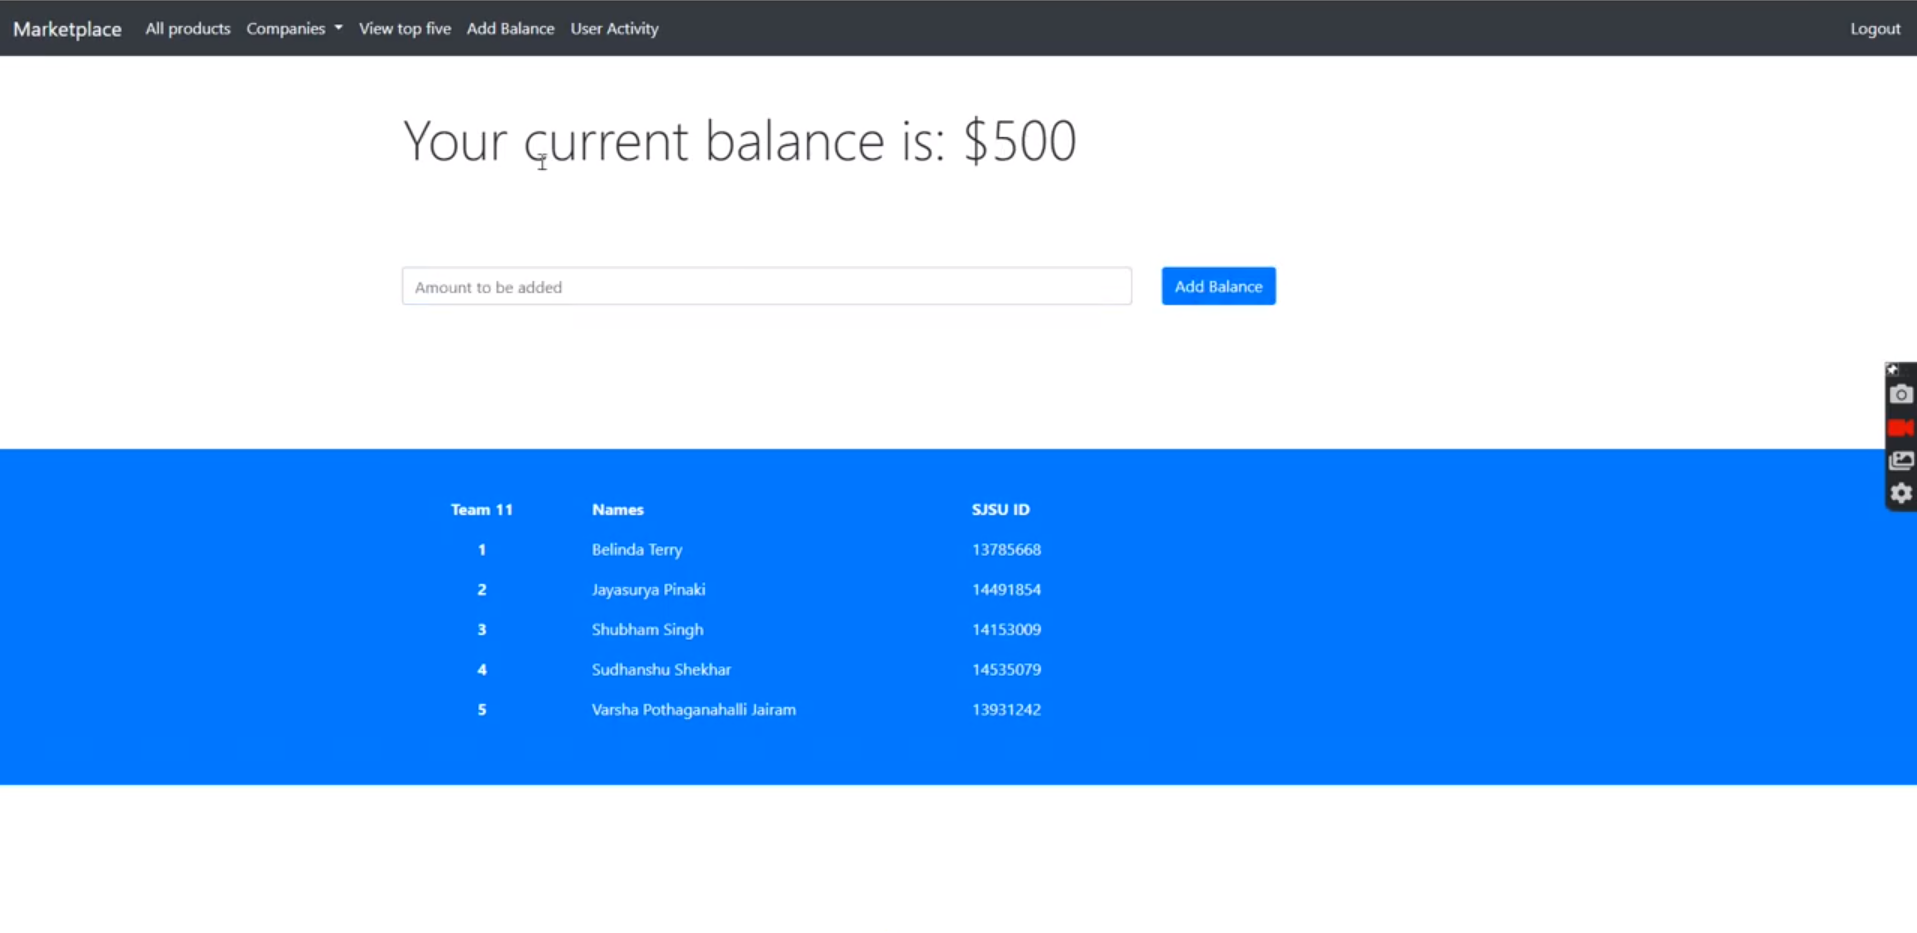 Marketplace All products Companies View top five Add Balance User Activity Logout
Your current balance is: $500
Amount to be added Add Balance
Team 11 Names SJSU ID
1 Belinda Terry 13785668
2 Jayasurya Pinaki 14491854
3 Shubham Singh 14153009
4 Sudhanshu Shekhar 14535079
5 Varsha Pothaganahalli Jairam 13931242